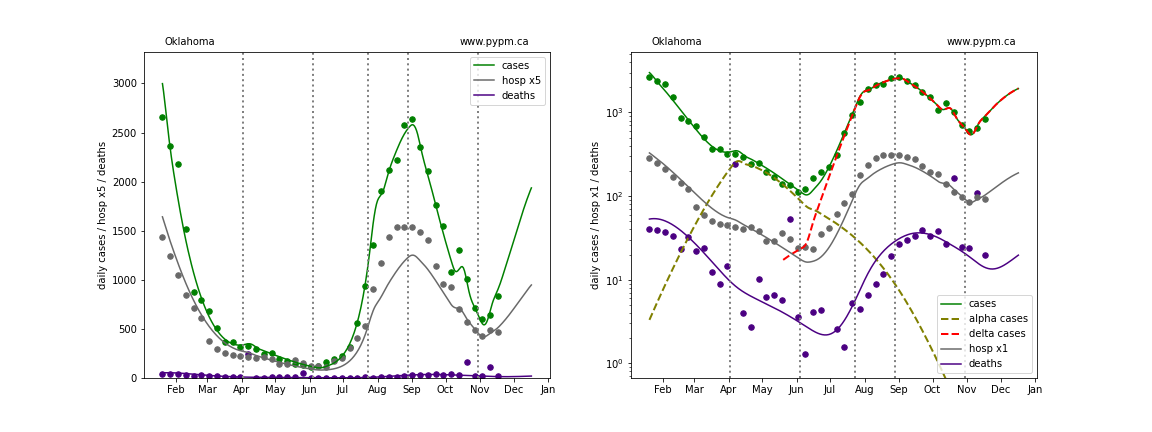 Oklahoma www.pypm.ca
cases
hosp x5
deaths
daily cases / hosp x5 / deaths
3000
2500
2000
1500
1000
500
0
Feb Mar Apr May Jun Jul Aug Sep Oct Nov Dec Jan
Oklahoma www.pypm.ca
daily cases / hosp x1 / deaths
10³
10²
10¹
10⁰
cases
alpha cases
delta cases
hosp x1
deaths
Feb Mar Apr May Jun Jul Aug Sep Oct Nov Dec Jan